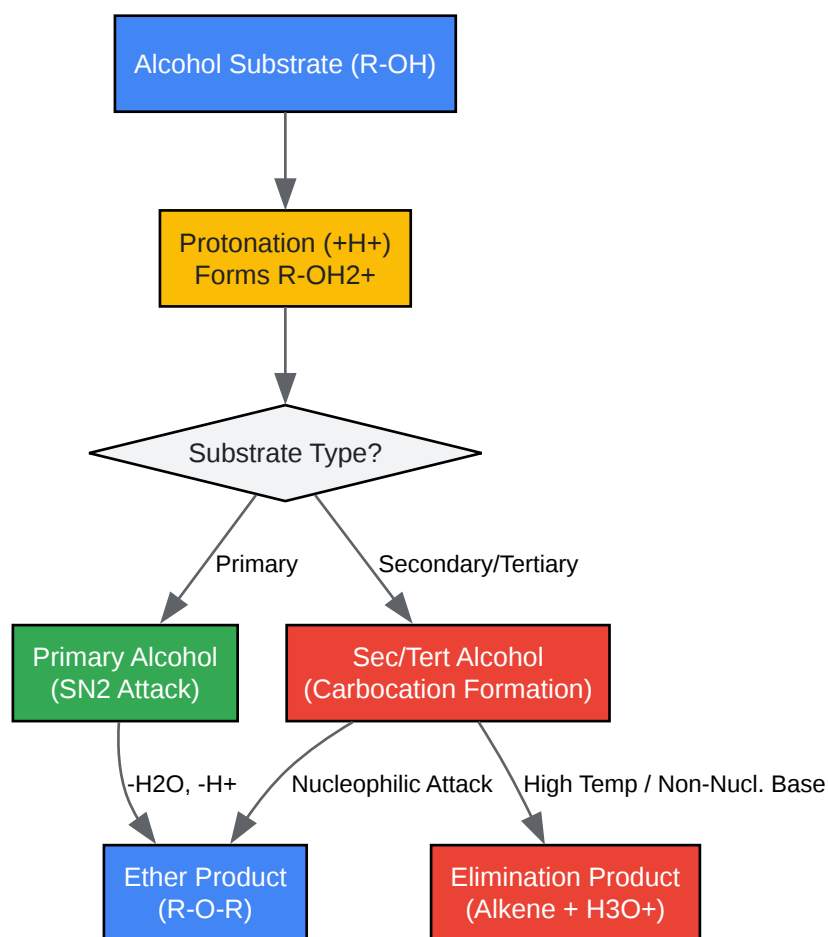 Alcohol Substrate (R-OH)
Protonation (+H+)
Forms R-OH2+
Substrate Type?
Primary
Secondary/Tertiary
Primary Alcohol
(SN2 Attack)
Sec/Tert Alcohol
(Carbocation Formation)
-H2O, -H+
Nucleophilic Attack
High Temp / Non-Nucl. Base
Ether Product
(R-O-R)
Elimination Product
(Alkene + H3O+)